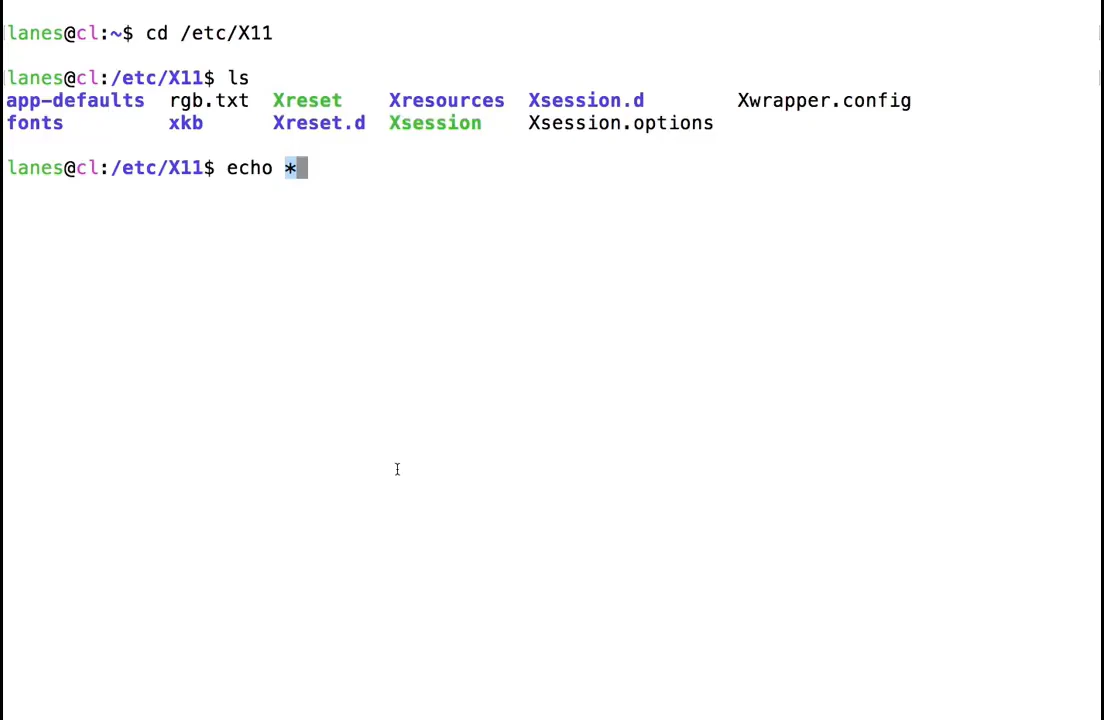 lanes@cl:~$ cd /etc/X11
lanes@cl:/etc/X11$ ls
app-defaults rgb.txt Xreset Xresources Xsession.d Xwrapper.config
fonts xkb Xreset.d Xsession Xsession.options
lanes@cl:/etc/X11$ echo *